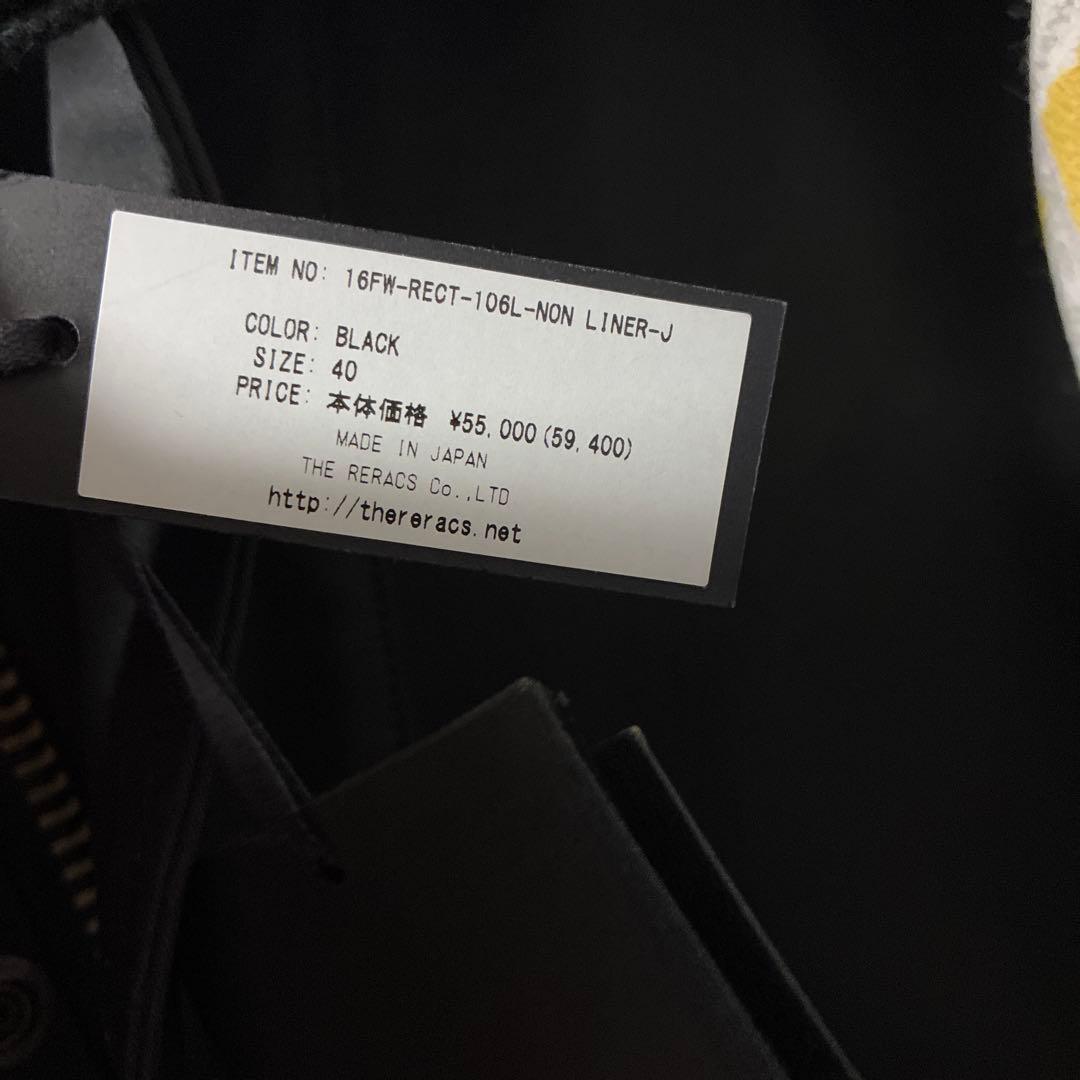 ITEM NO: 16FW-RECT-106L-NON LINER-J
COLOR: BLACK
SIZE: 40
PRICE: 本体価格 ¥55,000(59,400)
MADE IN JAPAN
THE RERACS Co.,LTD
http://thereracs.net